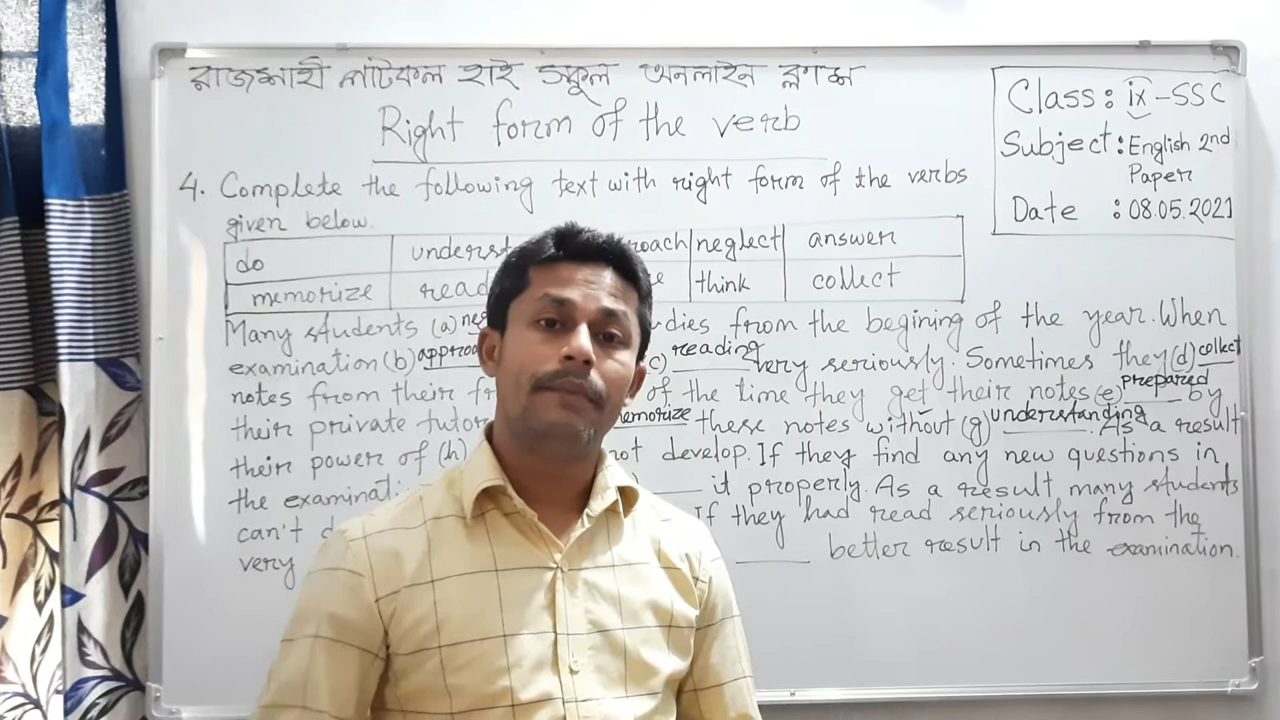 রাজশাহী লাটিকল হাই স্কুল অনলাইন ক্লাশ
Right form of the verb
Class: ix-SSC
Subject: English 2nd Paper
Date : 08.05.2021
4. Complete the following text with right form of the verbs
given below.
do neglect answer
memorize read think collect
Many students (a) from the begining of the year. When
examination (b) (c) reading very seriously. Sometimes they (d) collect
notes from their of the time they get their notes (e) prepared by
their private these notes without (g) understanding. As a result
their power of (h) not develop. If they find any new questions in
the it properly. As a result many students
can't If they had read seriously from the
very better result in the examination.